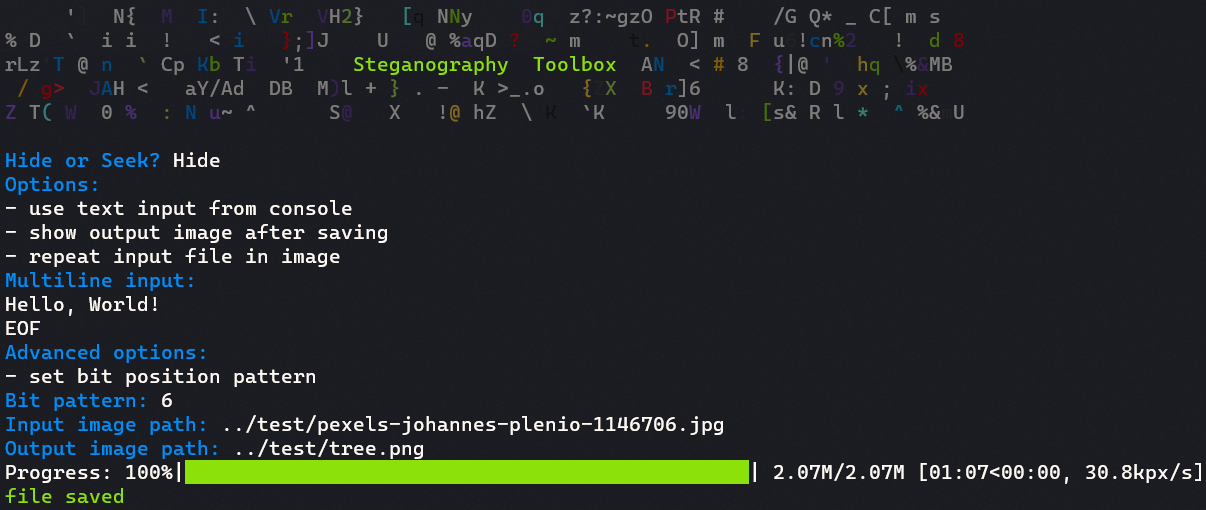 '] N{ M I: \ Vr VH2} [q NNy 0q z?:~gzO PtR # /G Q* _ C[ m s
% D ` i i ! < i };]J U @ %aqD ? ~ m t. O] m F u !cn%2 ! d 8
rLz T @ n ` Cp Kb Ti '1 Steganography Toolbox AN < # 8 {|@ ' hq \%&MB
/ g> JAH < aY/Ad DB M)l + } . - K >_.o { X B r]6 K: D 9 x ; ix
Z T( W 0 % : N u~ ^ S@ X !@ hZ \ K `K 90W l [s& R l * ^ %& U
Hide or Seek? Hide
Options:
- use text input from console
- show output image after saving
- repeat input file in image
Multiline input:
Hello, World!
EOF
Advanced options:
- set bit position pattern
Bit pattern: 6
Input image path: ../test/pexels-johannes-plenio-1146706.jpg
Output image path: ../test/tree.png
Progress: 100%| | 2.07M/2.07M [01:07<00:00, 30.8kpx/s]
file saved